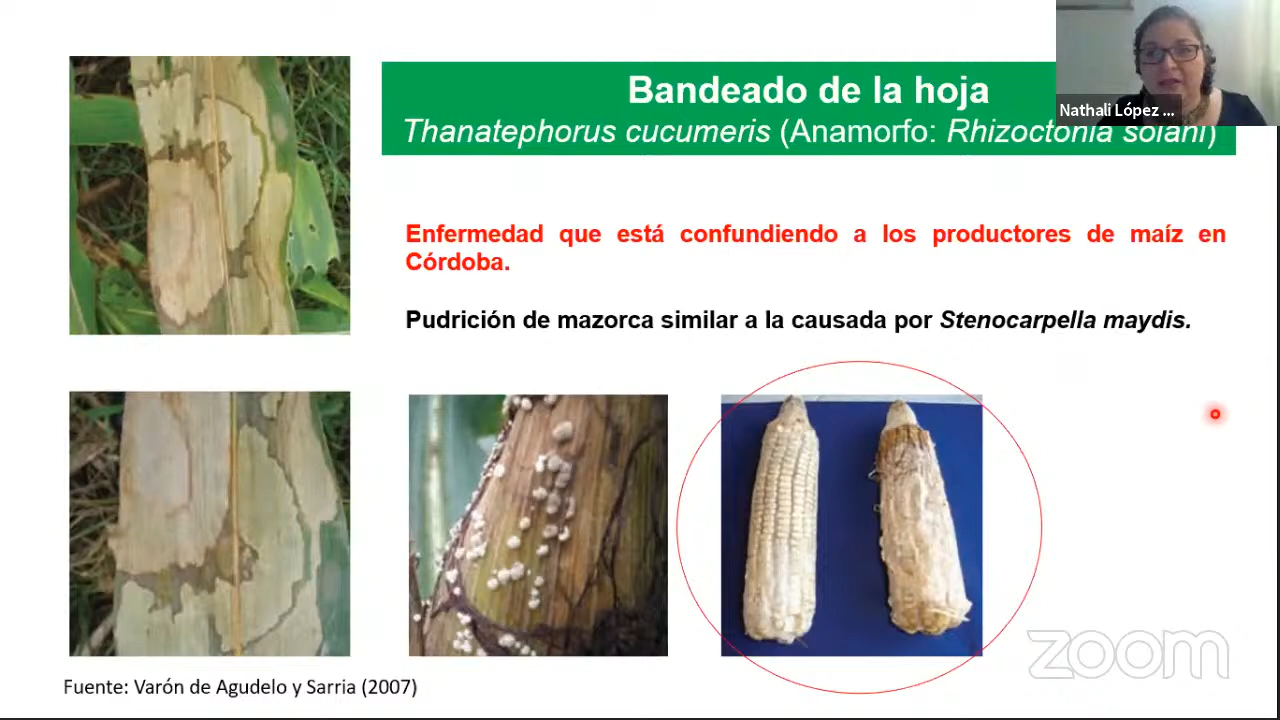 Bandeado de la hoja
Thanatephorus cucumeris (Anamorfo: Rhizoctonia solani)
Nathali López ...
Enfermedad que está confundiendo a los productores de maíz en
Córdoba.
Pudrición de mazorca similar a la causada por Stenocarpella maydis.
zoom
Fuente: Varón de Agudelo y Sarria (2007)